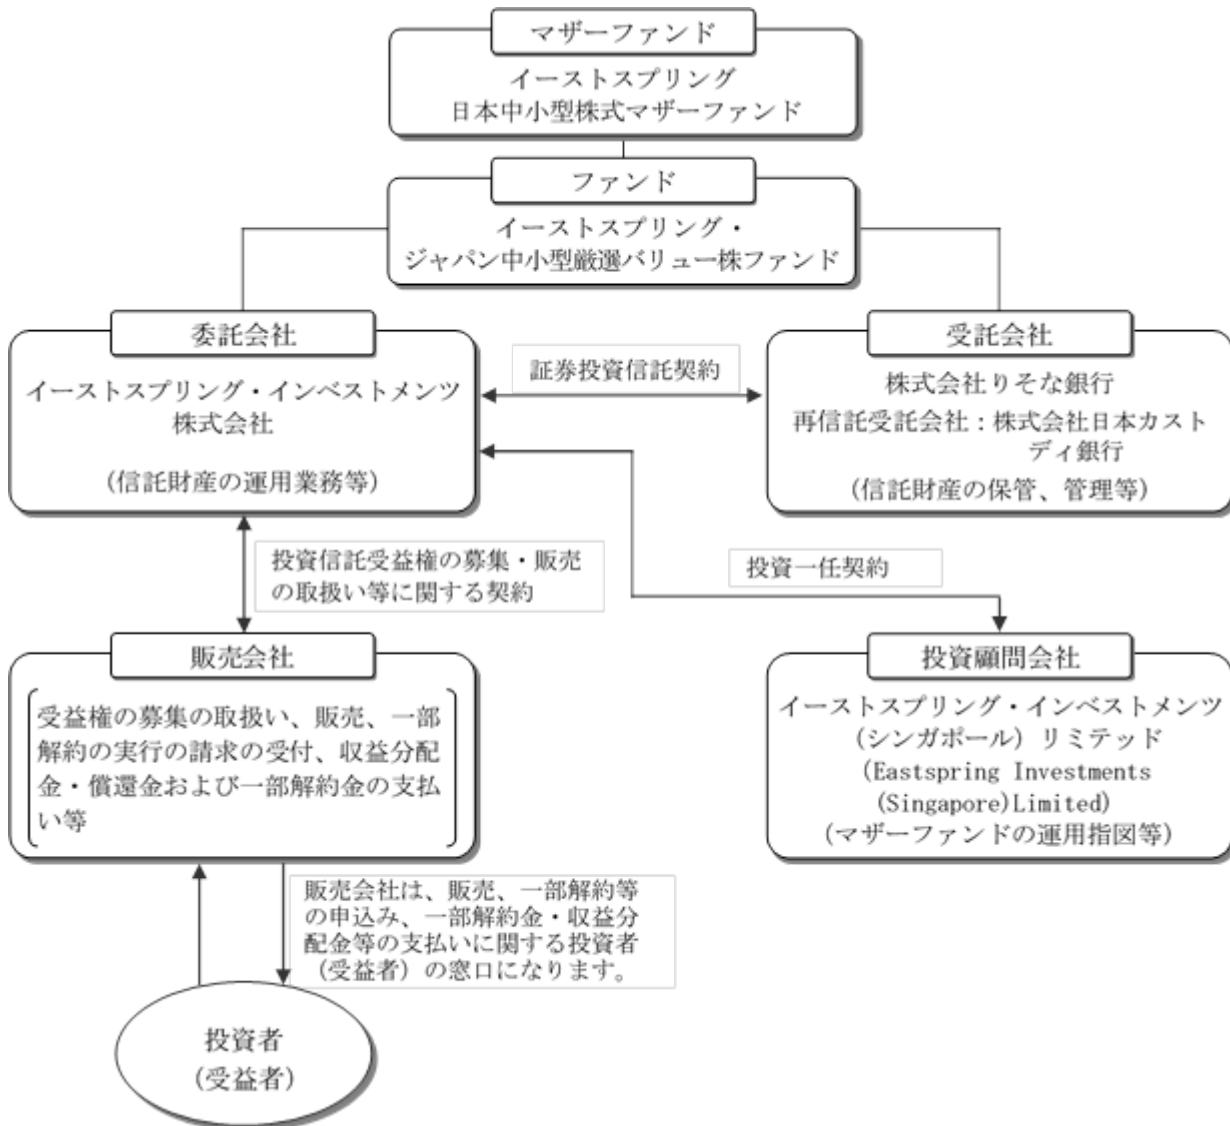 マザーファンド
イーストスプリング
日本中小型株式マザーファンド
ファンド
イーストスプリング・
ジャパン中小型厳選バリュー株ファンド
委託会社
イーストスプリング・インベストメンツ
株式会社
(信託財産の運用業務等)
証券投資信託契約
受託会社
株式会社りそな銀行
再信託受託会社：株式会社日本カスト
ディ銀行
(信託財産の保管、管理等)
投資信託受益権の募集・販売
の取扱い等に関する契約
投資一任契約
販売会社
受益権の募集の取扱い、販売、一部
解約の実行の請求の受付、収益分配
金・償還金および一部解約金の支払
い等
投資顧問会社
イーストスプリング・インベストメンツ
(シンガポール) リミテッド
(Eastspring Investments
(Singapore)Limited)
(マザーファンドの運用指図等)
販売会社は、販売、一部解約等
の申込み、一部解約金・収益分
配金等の支払いに関する投資者
(受益者) の窓口になります。
投資者
(受益者)